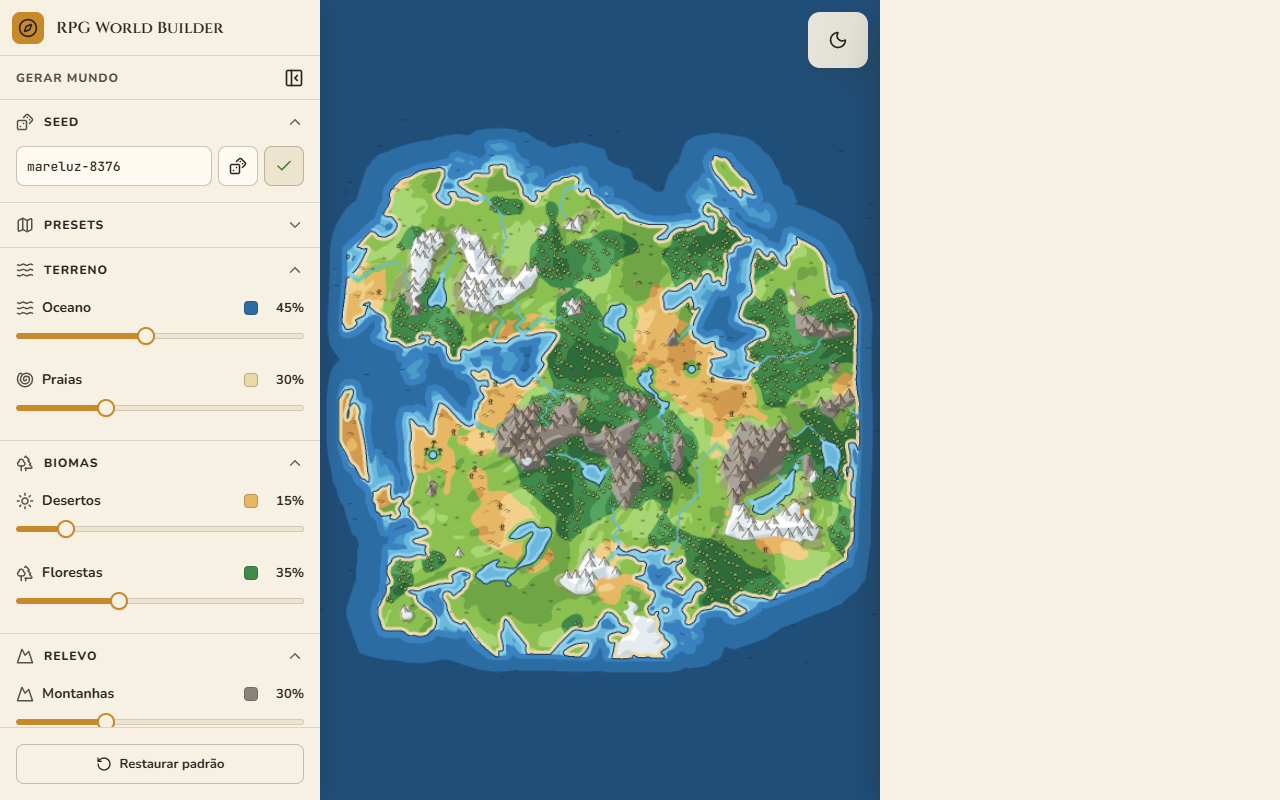 RPG World Builder
GERAR MUNDO
SEED
mareluz-8376
PRESETS
TERRENO
Oceano 45%
Praias 30%
BIOMAS
Desertos 15%
Florestas 35%
RELEVO
Montanhas 30%
Restaurar padrão